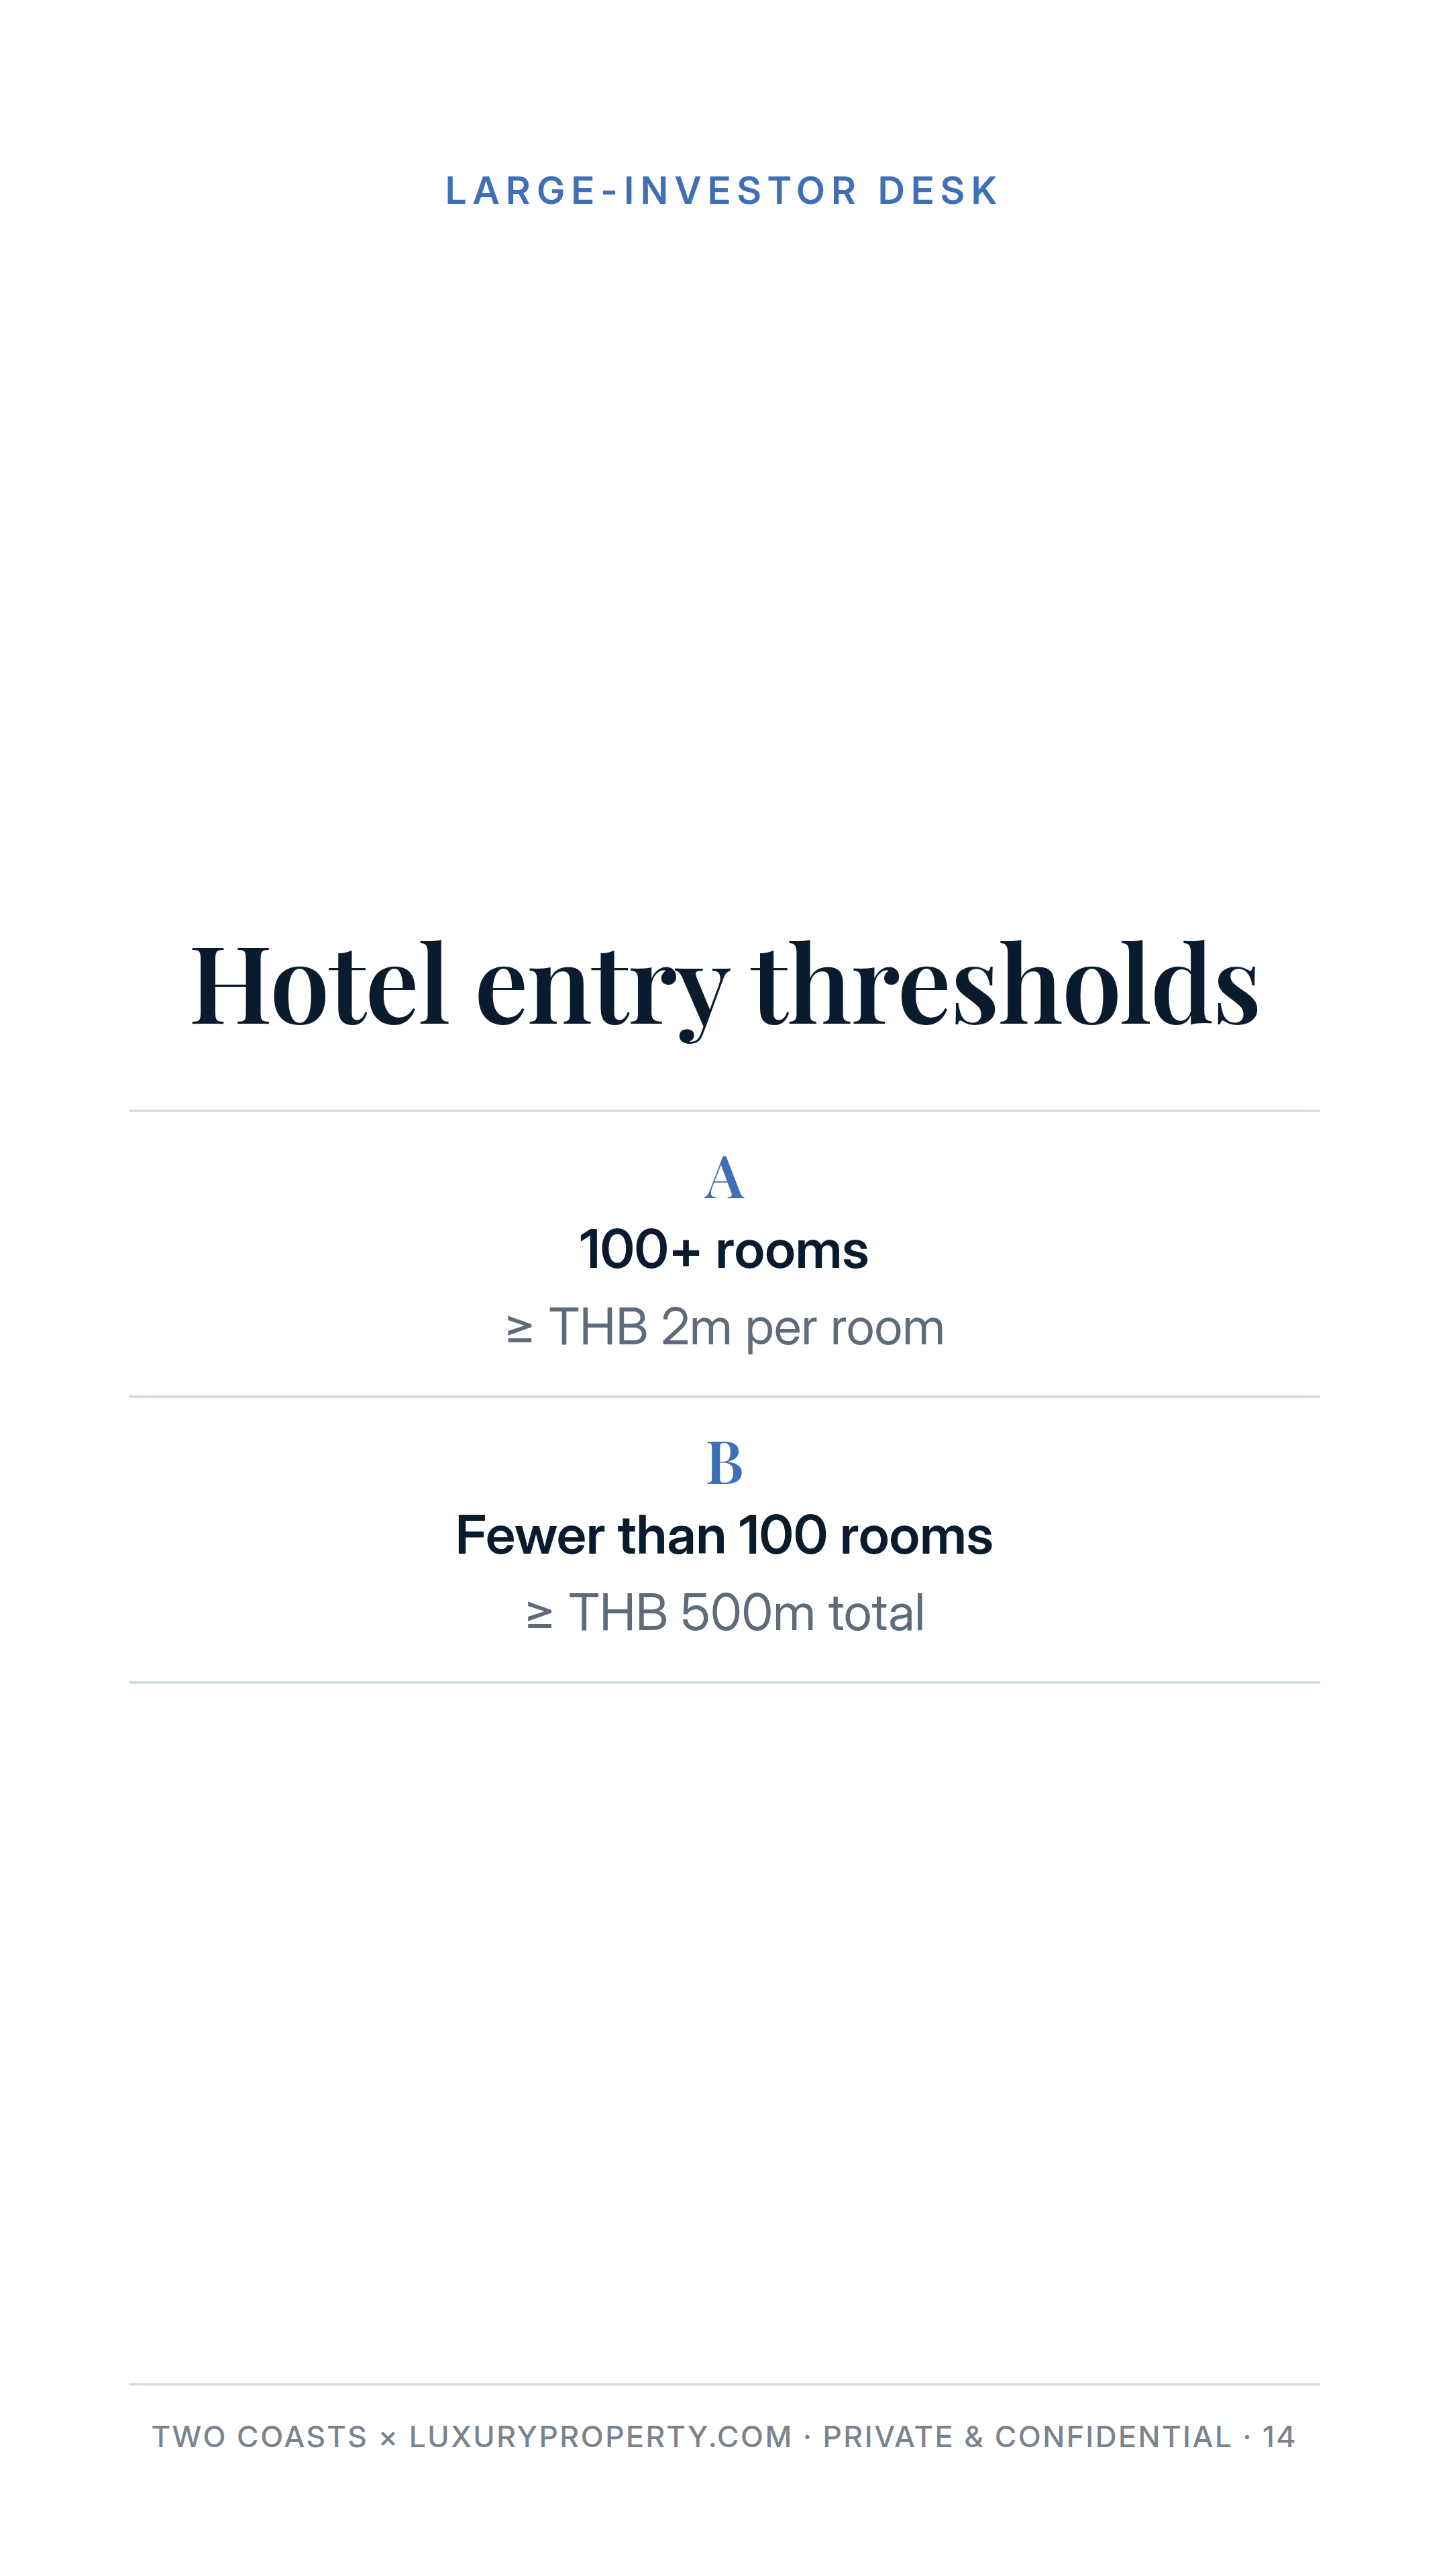 LARGE-INVESTOR DESK
Hotel entry thresholds
A
100+ rooms
≥ THB 2m per room
B
Fewer than 100 rooms
≥ THB 500m total
TWO COASTS × LUXURYPROPERTY.COM · PRIVATE & CONFIDENTIAL · 14